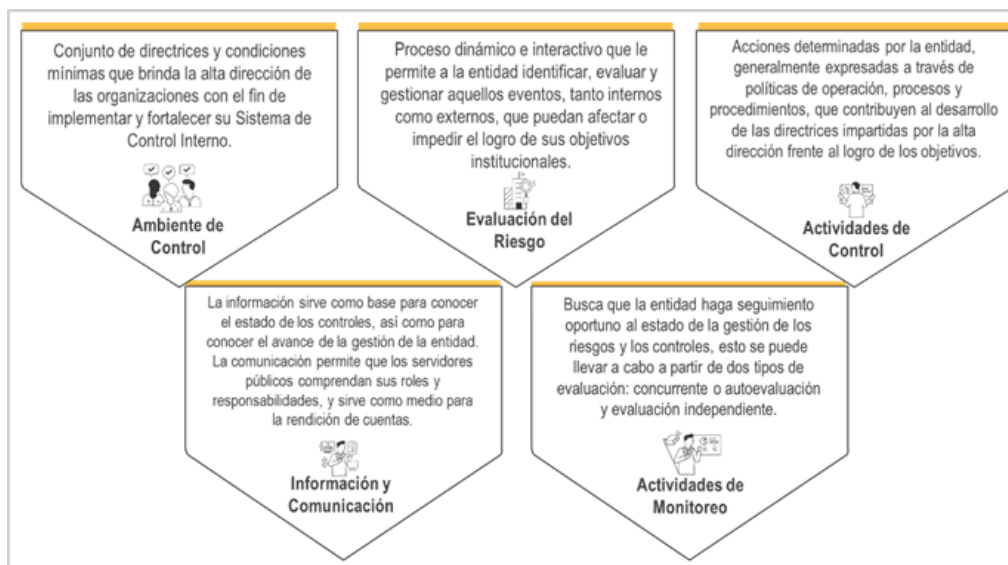 Conjunto de directrices y condiciones
mínimas que brinda la alta dirección de
las organizaciones con el fin de
implementar y fortalecer su Sistema de
Control Interno.
Ambiente de
Control
Proceso dinámico e interactivo que le
permite a la entidad identificar, evaluar y
gestionar aquellos eventos, tanto internos
como externos, que puedan afectar o
impedir el logro de sus objetivos
institucionales.
Evaluación del
Riesgo
Acciones determinadas por la entidad,
generalmente expresadas a través de
políticas de operación, procesos y
procedimientos, que contribuyen al desarrollo
de las directrices impartidas por la alta
dirección frente al logro de los objetivos.
Actividades de
Control
La información sirve como base para conocer
el estado de los controles, así como para
conocer el avance de la gestión de la entidad.
La comunicación permite que los servidores
públicos comprendan sus roles y
responsabilidades, y sirve como medio para
la rendición de cuentas.
Información y
Comunicación
Busca que la entidad haga seguimiento
oportuno al estado de la gestión de los
riesgos y los controles, esto se puede
llevar a cabo a partir de dos tipos de
evaluación: concurrente o autoevaluación
y evaluación independiente.
Actividades de
Monitoreo